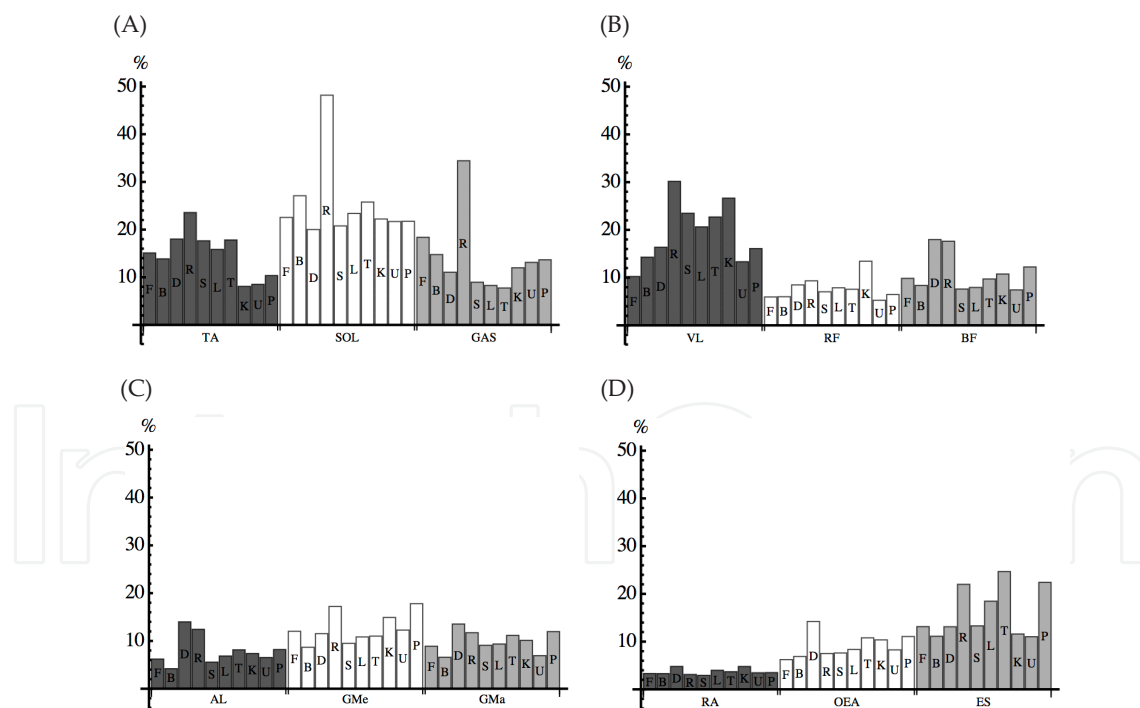 (A)
%
50
40
30
20
10
F B D R S L T K U P
F B D R S L T K U P
F B D R S L T K U P
TA SOL GAS
(B)
%
50
40
30
20
10
F B D R S L T K U P
F B D R S L T K U P
F B D R S L T K U P
VL RF BF
(C)
%
50
40
30
20
10
F B D R S L T K U P
F B D R S L T K U P
F B D R S L T K U P
AL GMe GMa
(D)
%
50
40
30
20
10
F B D R S L T K U P
F B D R S L T K U P
F B D R S L T K U P
RA OEA ES